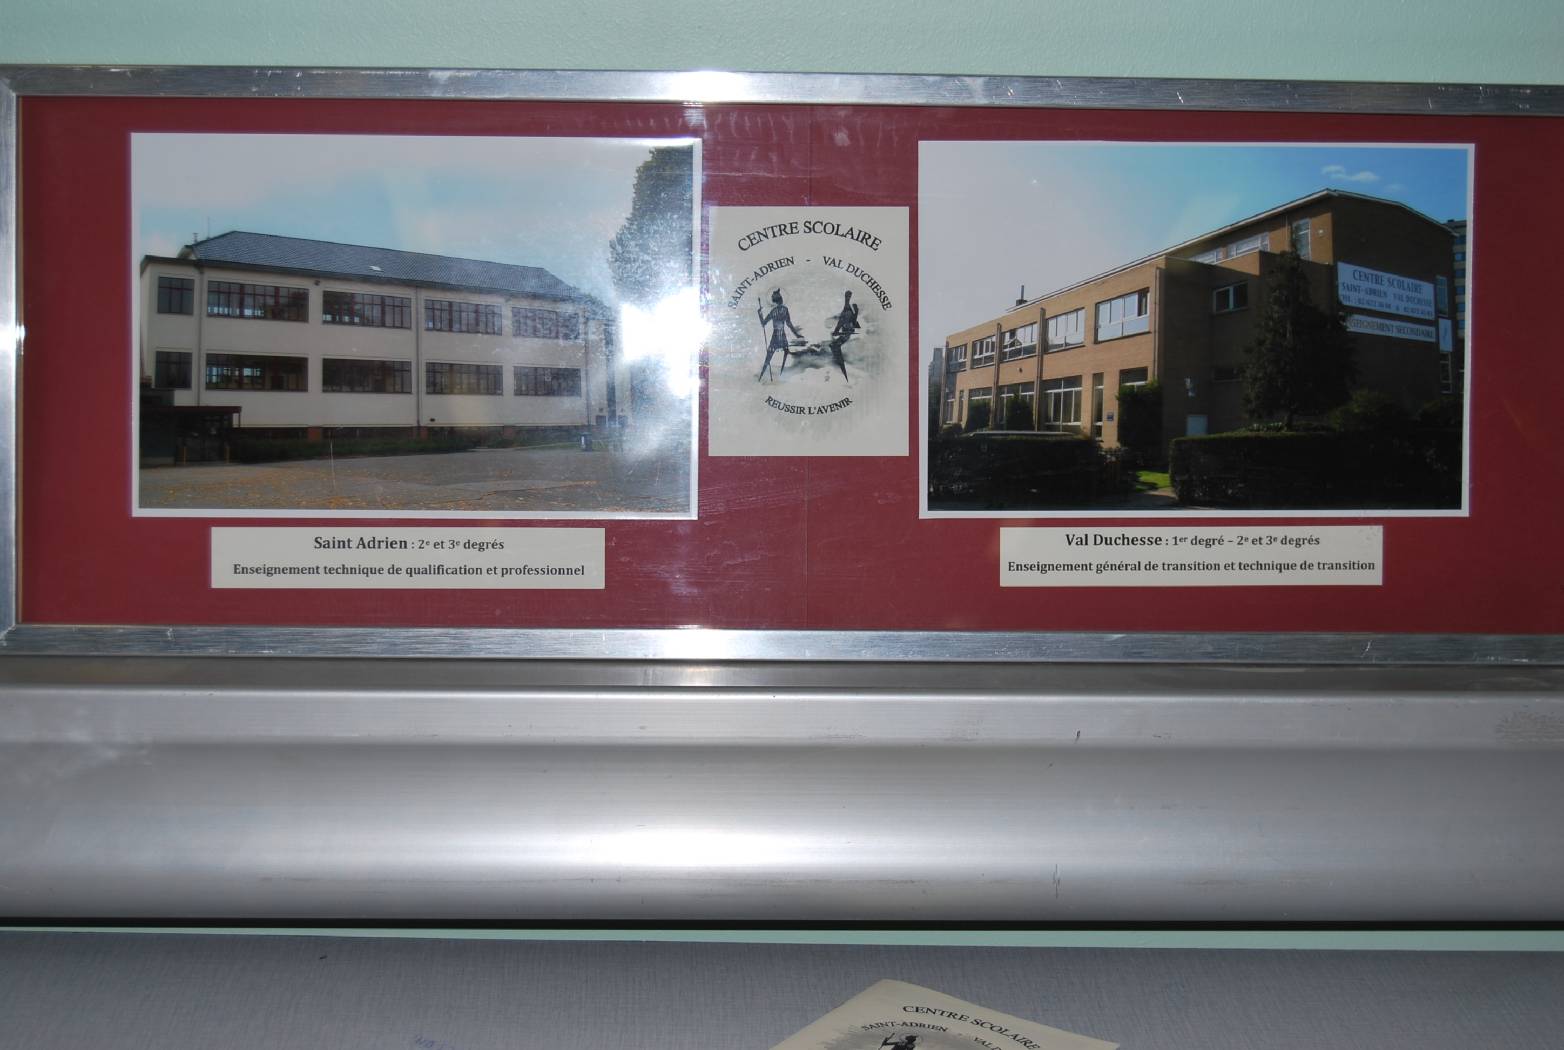 CENTRE SCOLAIRE
SAINT-ADRIEN - VAL DUCHESSE
REUSSIR L'AVENIR
CENTRE SCOLAIRE
SAINT-ADRIEN VAL DUCHESSE
EIGNEMENT SECONDAIRE
Saint Adrien : 2e et 3e degrés
Enseignement technique de qualification et professionnel
Val Duchesse : 1er degré – 2e et 3e degrés
Enseignement général de transition et technique de transition
CENTRE SCOLAIRE
SAINT-ADRIEN - VAL D